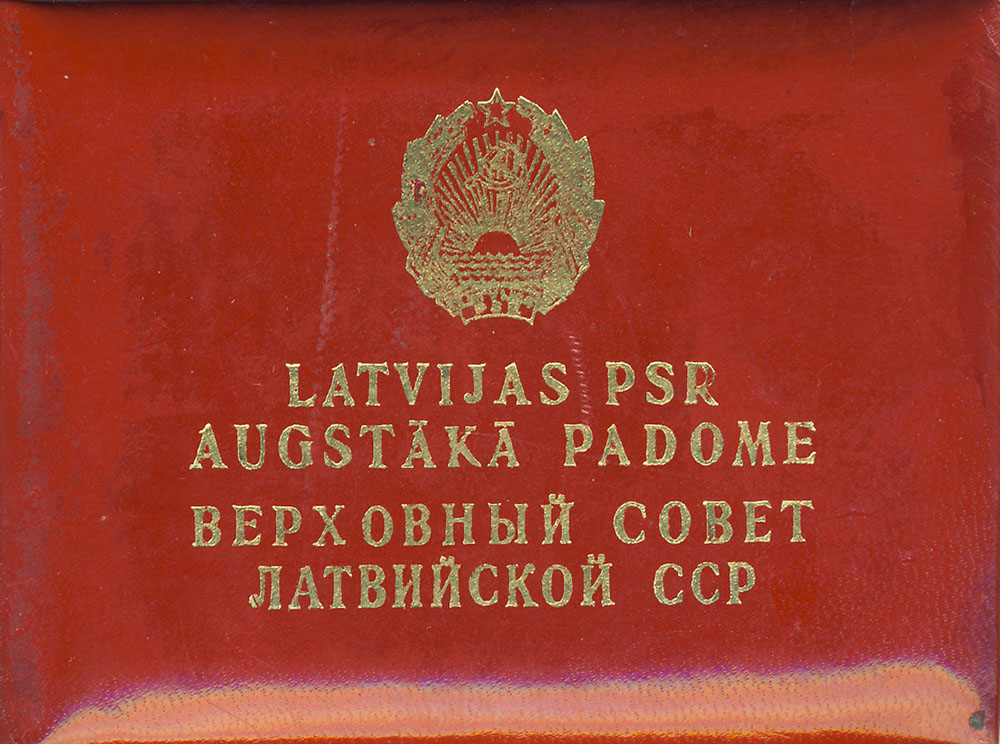 LATVIJAS PSR
AUGSTĀKĀ PADOME
ВЕРХОВНЫЙ СОВЕТ
ЛАТВИЙСКОЙ ССР